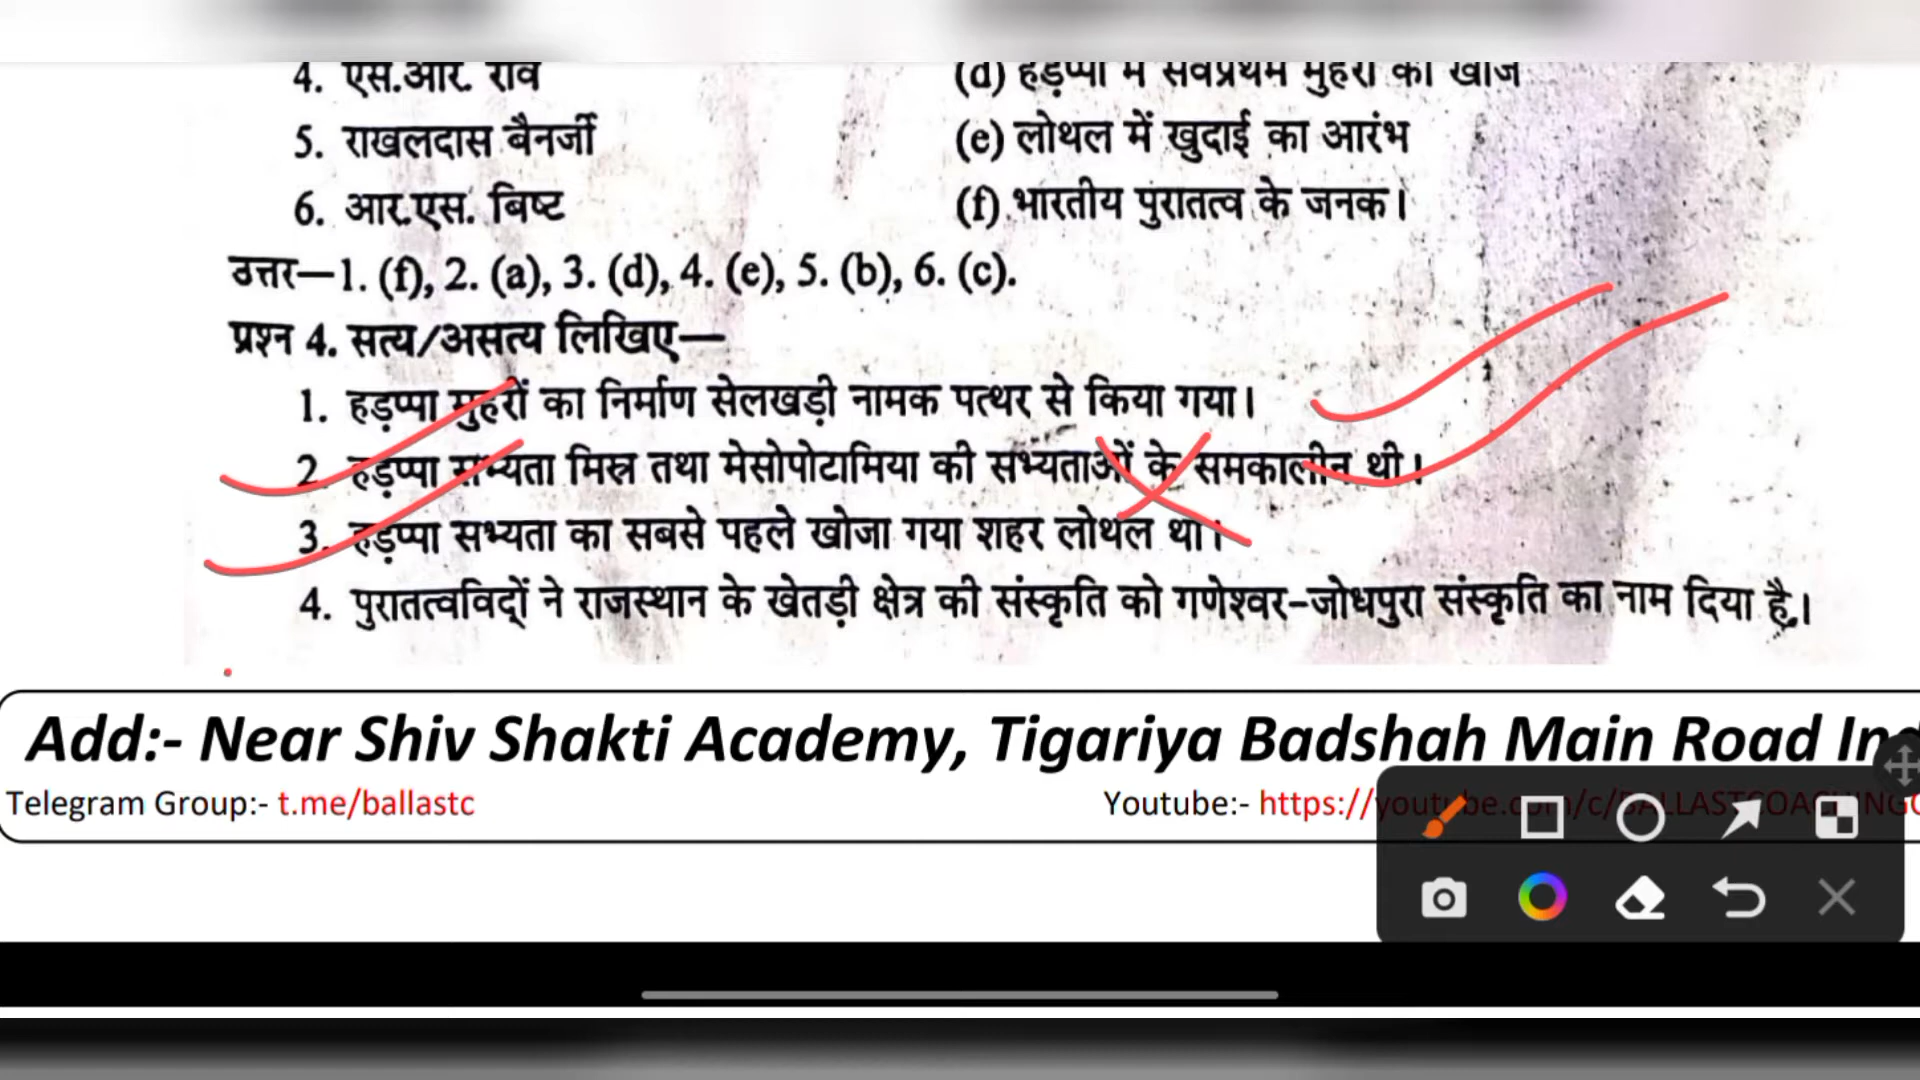 4. एस.आर. राव (d) हड़प्पा में सर्वप्रथम मुहरों की खोज
5. राखलदास बैनर्जी (e) लोथल में खुदाई का आरंभ
6. आर.एस. बिष्ट (f) भारतीय पुरातत्व के जनक।
उत्तर—1. (f), 2. (a), 3. (d), 4. (e), 5. (b), 6. (c).
प्रश्न 4. सत्य/असत्य लिखिए—
1. हड़प्पा मुहरों का निर्माण सेलखड़ी नामक पत्थर से किया गया।
2. हड़प्पा सभ्यता मिस्र तथा मेसोपोटामिया की सभ्यताओं के समकालीन थी।
3. हड़प्पा सभ्यता का सबसे पहले खोजा गया शहर लोथल था।
4. पुरातत्वविदों ने राजस्थान के खेतड़ी क्षेत्र की संस्कृति को गणेश्वर-जोधपुरा संस्कृति का नाम दिया है।
Add:- Near Shiv Shakti Academy, Tigariya Badshah Main Road
Telegram Group:- t.me/ballastc Youtube:- https://youtube.com/c/BALLASTCOACHING